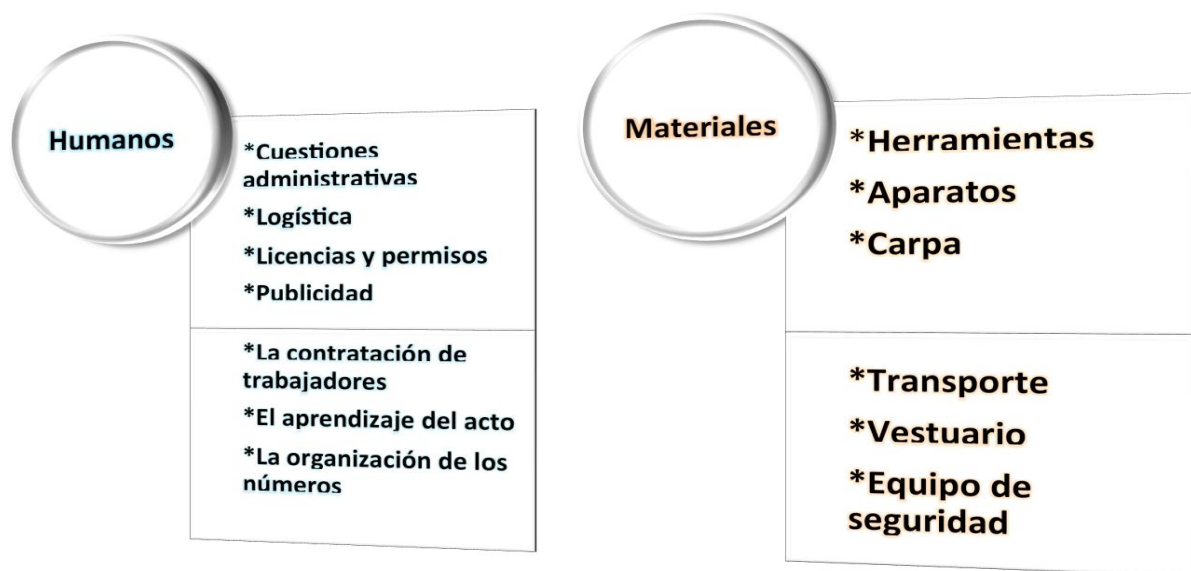 Humanos
*Cuestiones
administrativas
*Logística
*Licencias y permisos
*Publicidad
*La contratación de
trabajadores
*El aprendizaje del acto
*La organización de los
números
Materiales
*Herramientas
*Aparatos
*Carpa
*Transporte
*Vestuario
*Equipo de
seguridad